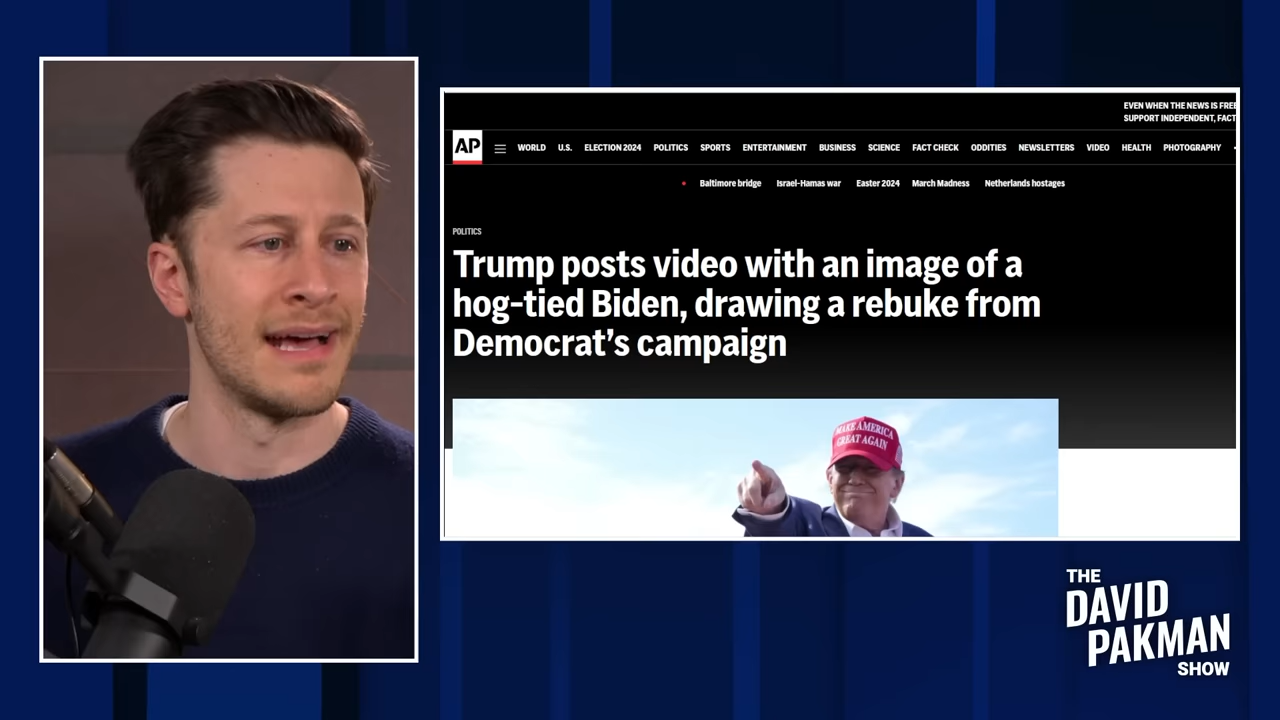 EVEN WHEN THE NEWS IS FREE
SUPPORT INDEPENDENT, FACT
AP
WORLD U.S. ELECTION 2024 POLITICS SPORTS ENTERTAINMENT BUSINESS SCIENCE FACT CHECK ODDITIES NEWSLETTERS VIDEO HEALTH PHOTOGRAPHY
Baltimore bridge Israel-Hamas war Easter 2024 March Madness Netherlands hostages
POLITICS
Trump posts video with an image of a
hog-tied Biden, drawing a rebuke from
Democrat’s campaign
MAKE AMERICA
GREAT AGAIN
THE
DAVID
PAKMAN
SHOW